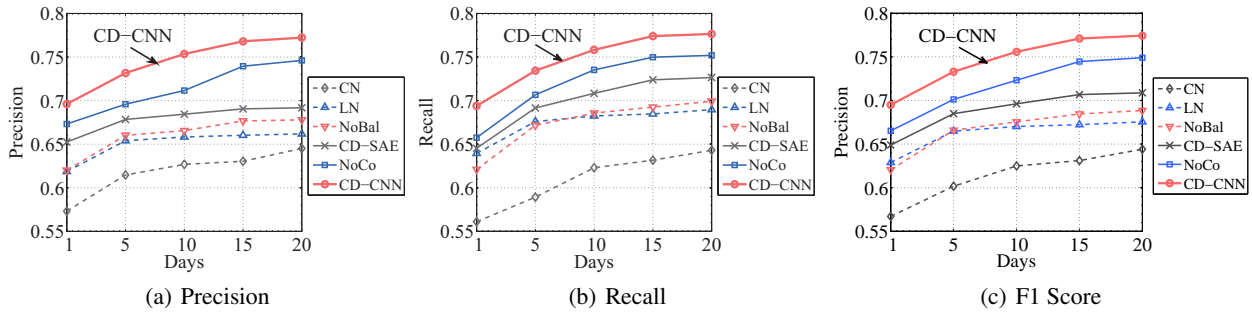 0.8
0.75
0.7
0.65
0.6
0.55
Precision
CD−CNN
CN
LN
NoBal
CD−SAE
NoCo
CD−CNN
1 5 10 15 20
Days
(a) Precision
0.8
0.75
0.7
0.65
0.6
0.55
Recall
CD−CNN
CN
LN
NoBal
CD−SAE
NoCo
CD−CNN
1 5 10 15 20
Days
(b) Recall
0.8
0.75
0.7
0.65
0.6
0.55
Precision
CD−CNN
CN
LN
NoBal
CD−SAE
NoCo
CD−CNN
1 5 10 15 20
Days
(c) F1 Score